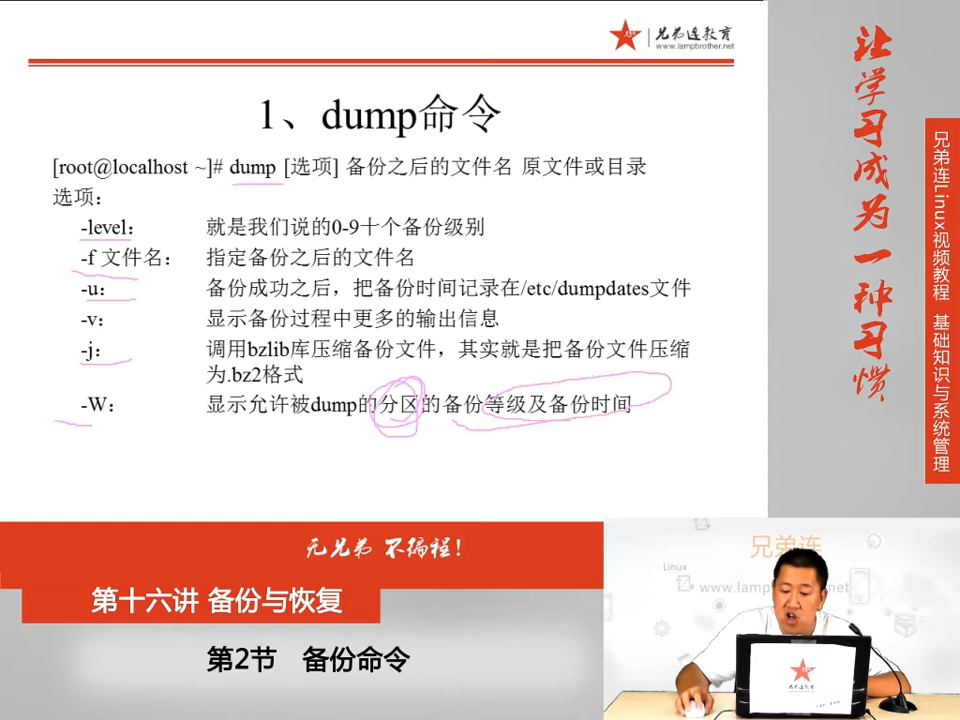 兄弟连教育
www.lampbrother.net
1、dump命令
[root@localhost ~]# dump [选项] 备份之后的文件名 原文件或目录
选项：
-level： 就是我们说的0-9十个备份级别
-f 文件名： 指定备份之后的文件名
-u： 备份成功之后，把备份时间记录在/etc/dumpdates文件
-v： 显示备份过程中更多的输出信息
-j： 调用bzlib库压缩备份文件，其实就是把备份文件压缩
为.bz2格式
-W： 显示允许被dump的分区的备份等级及备份时间
让学习成为一种习惯
兄弟连Linux视频教程 基础知识与系统管理
无兄弟 不编程！
第十六讲 备份与恢复
第2节 备份命令
兄弟连
Linux
www.lamp
net
兄弟连教育